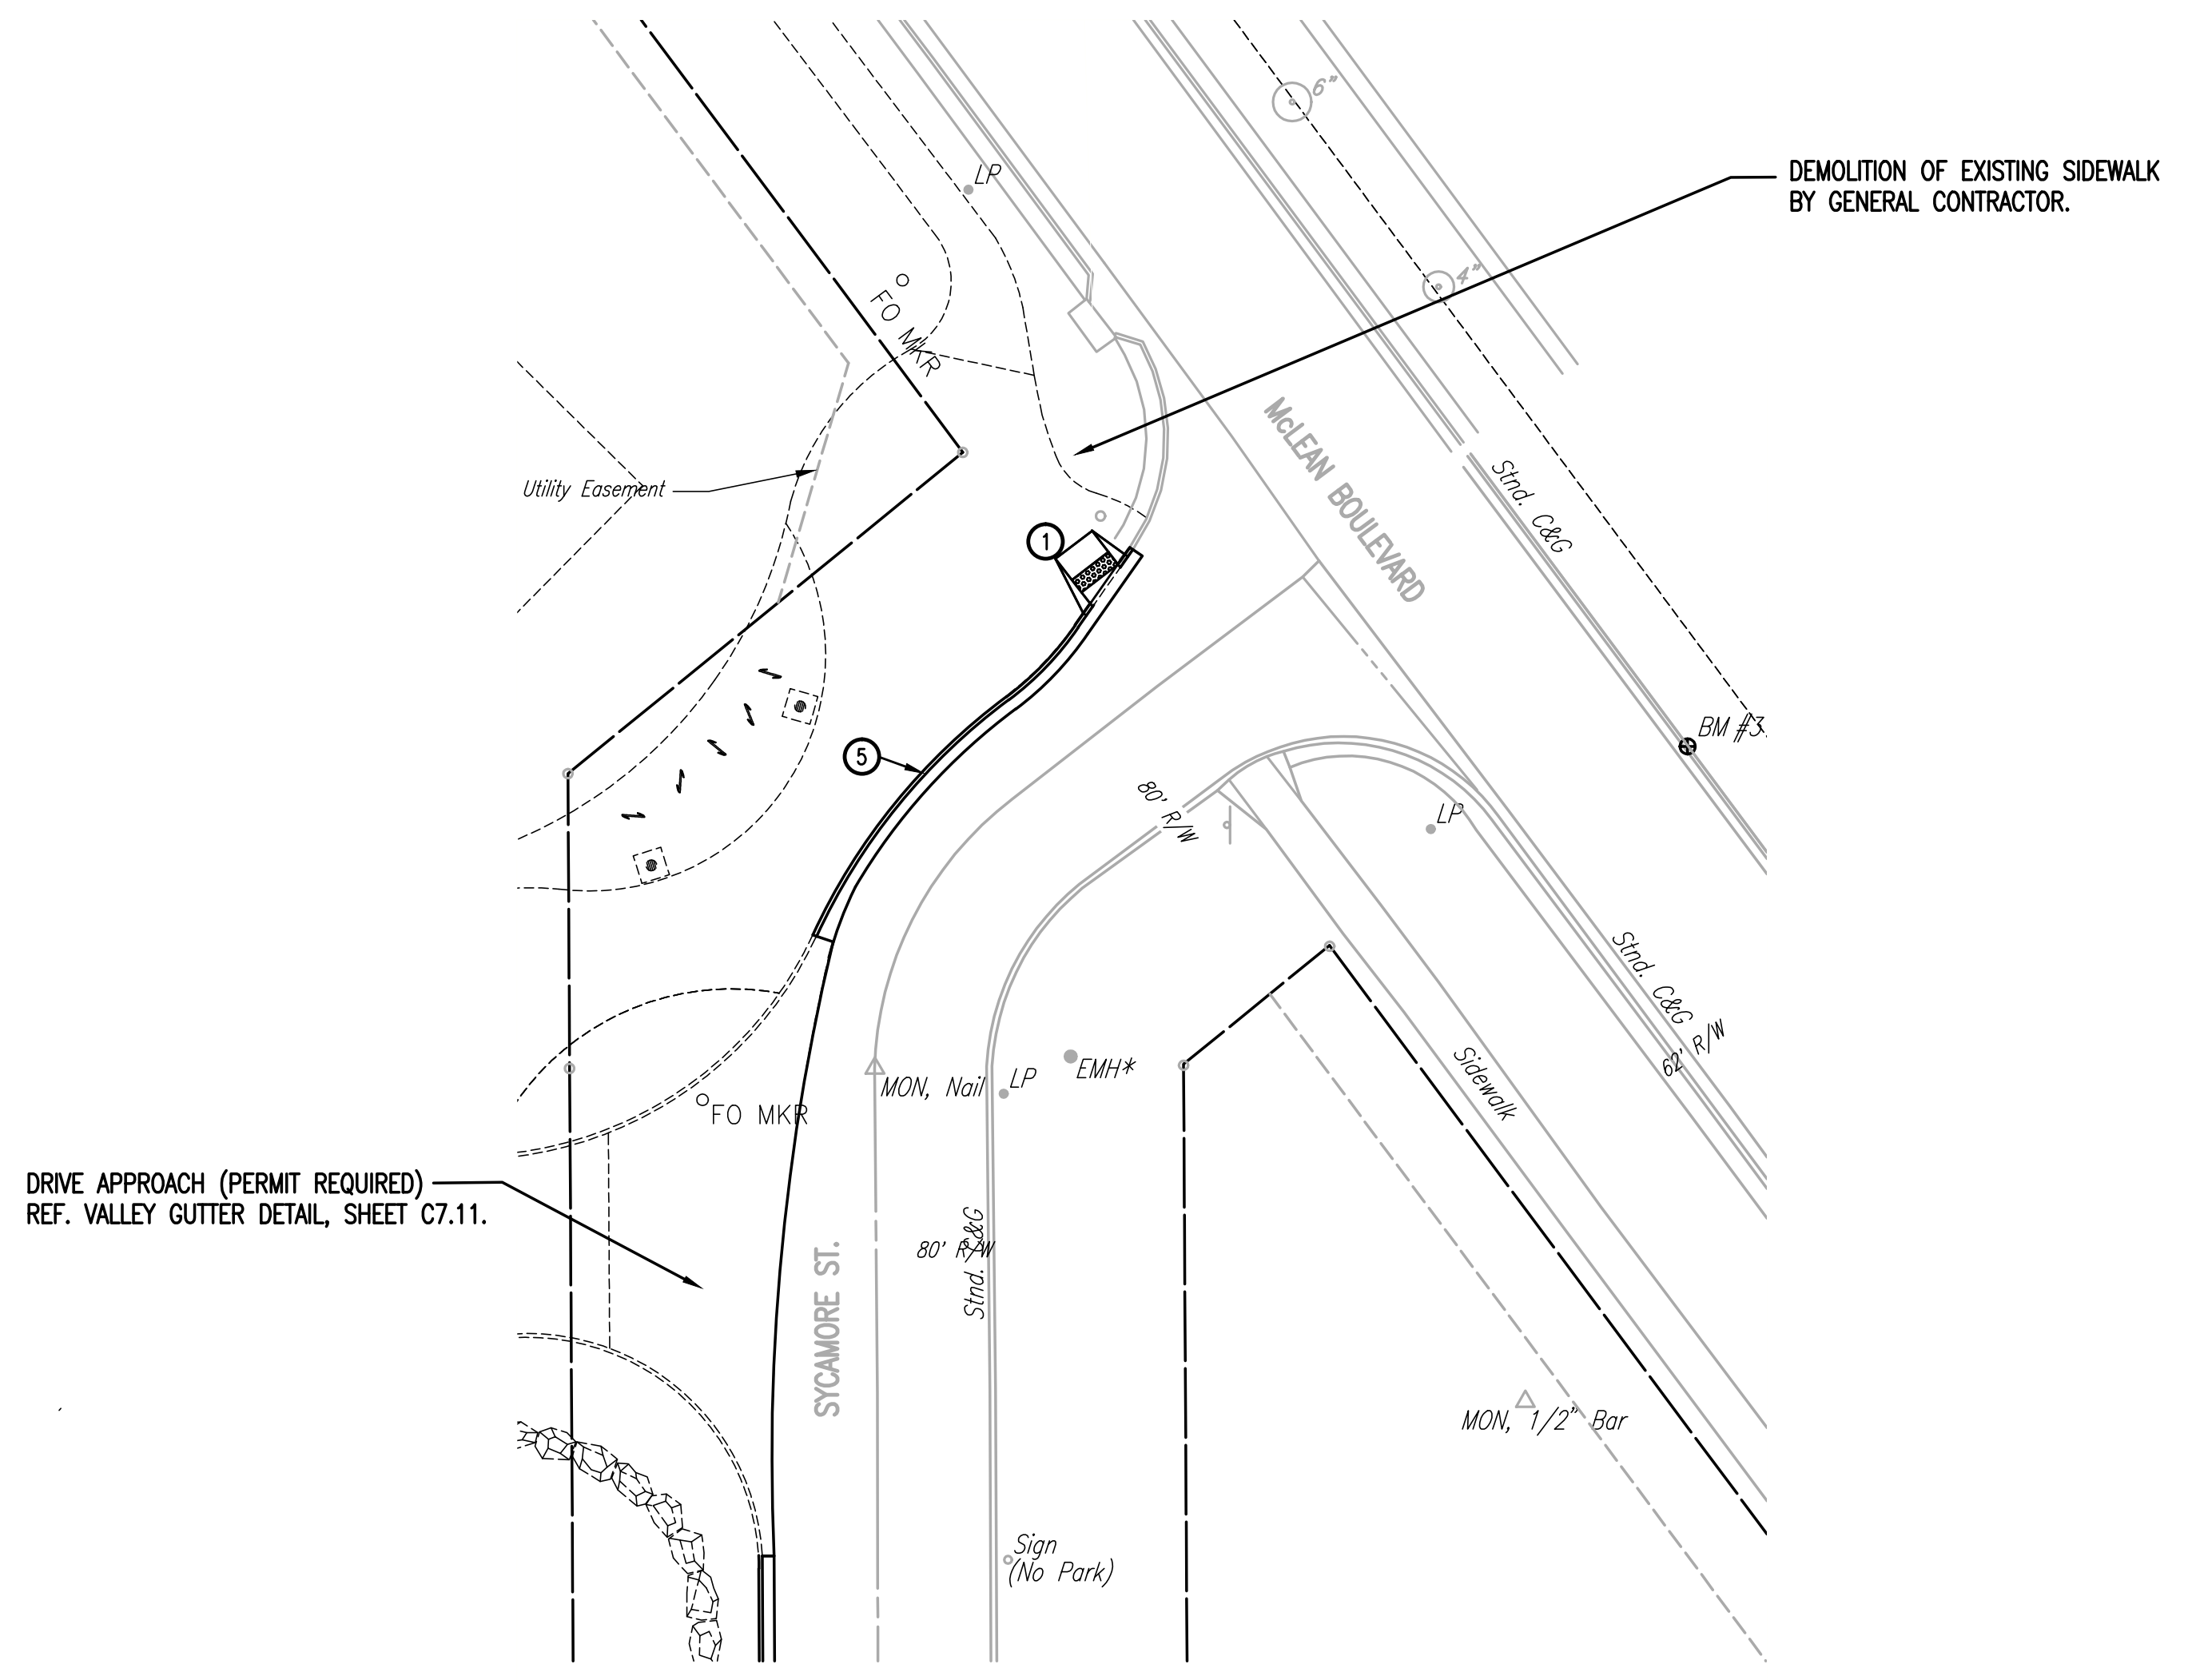 6"
LP
DEMOLITION OF EXISTING SIDEWALK
BY GENERAL CONTRACTOR.
4"
FO MKR
McLEAN BOULEVARD
Utility Easement
Stnd. C&G
1
BM #3
5
80' R/W
LP
Stnd. C&G
62' R/W
Sidewalk
EMH*
MON, Nail
LP
FO MKR
DRIVE APPROACH (PERMIT REQUIRED)
REF. VALLEY GUTTER DETAIL, SHEET C7.11.
80' R/W
Stnd. C&G
SYCAMORE ST.
MON, 1/2" Bar
Sign
(No Park)